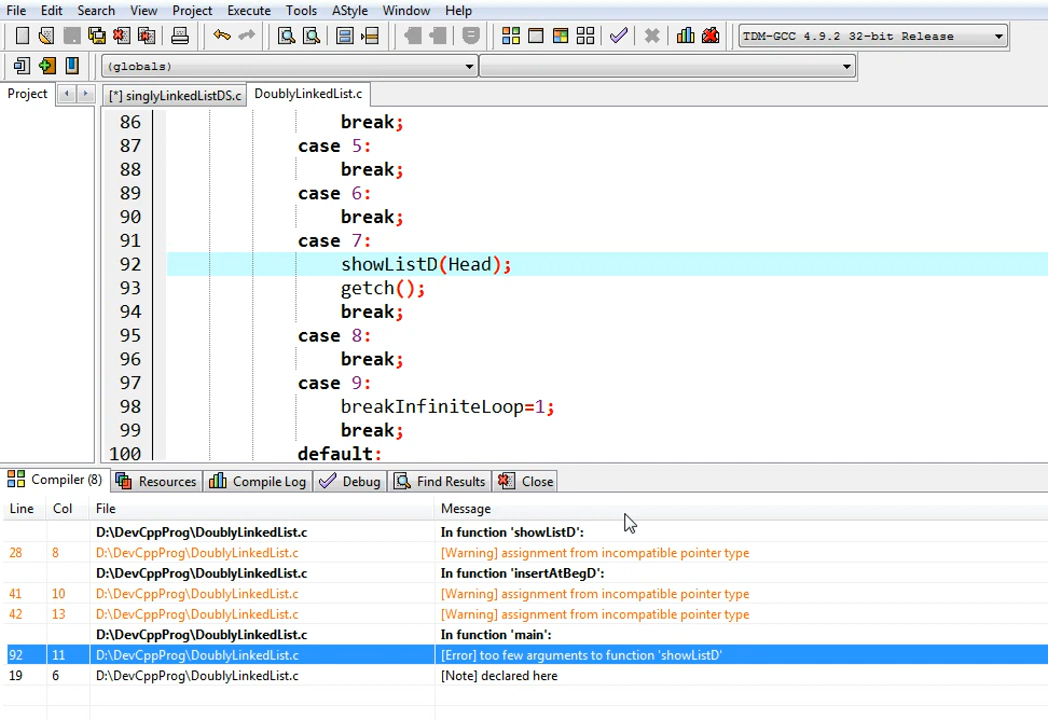 File Edit Search View Project Execute Tools AStyle Window Help
TDM-GCC 4.9.2 32-bit Release
(globals)
Project [*] singlyLinkedListDS.c DoublyLinkedList.c
86 break;
87 case 5:
88 break;
89 case 6:
90 break;
91 case 7:
92 showListD(Head);
93 getch();
94 break;
95 case 8:
96 break;
97 case 9:
98 breakInfiniteLoop=1;
99 break;
100 default:
Compiler (8) Resources Compile Log Debug Find Results Close
Line Col File Message
D:\DevCppProg\DoublyLinkedList.c In function 'showListD':
28 8 D:\DevCppProg\DoublyLinkedList.c [Warning] assignment from incompatible pointer type
D:\DevCppProg\DoublyLinkedList.c In function 'insertAtBegD':
41 10 D:\DevCppProg\DoublyLinkedList.c [Warning] assignment from incompatible pointer type
42 13 D:\DevCppProg\DoublyLinkedList.c [Warning] assignment from incompatible pointer type
D:\DevCppProg\DoublyLinkedList.c In function 'main':
92 11 D:\DevCppProg\DoublyLinkedList.c [Error] too few arguments to function 'showListD'
19 6 D:\DevCppProg\DoublyLinkedList.c [Note] declared here